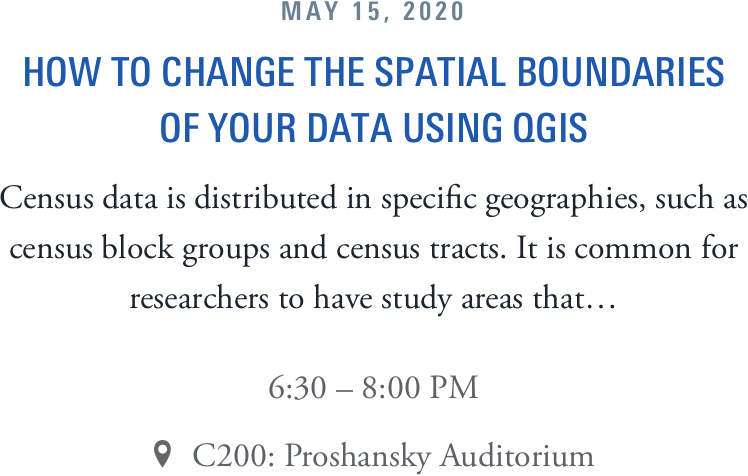 MAY 15, 2020
HOW TO CHANGE THE SPATIAL BOUNDARIES
OF YOUR DATA USING QGIS
Census data is distributed in specific geographies, such as
census block groups and census tracts. It is common for
researchers to have study areas that…
6:30 – 8:00 PM
C200: Proshansky Auditorium